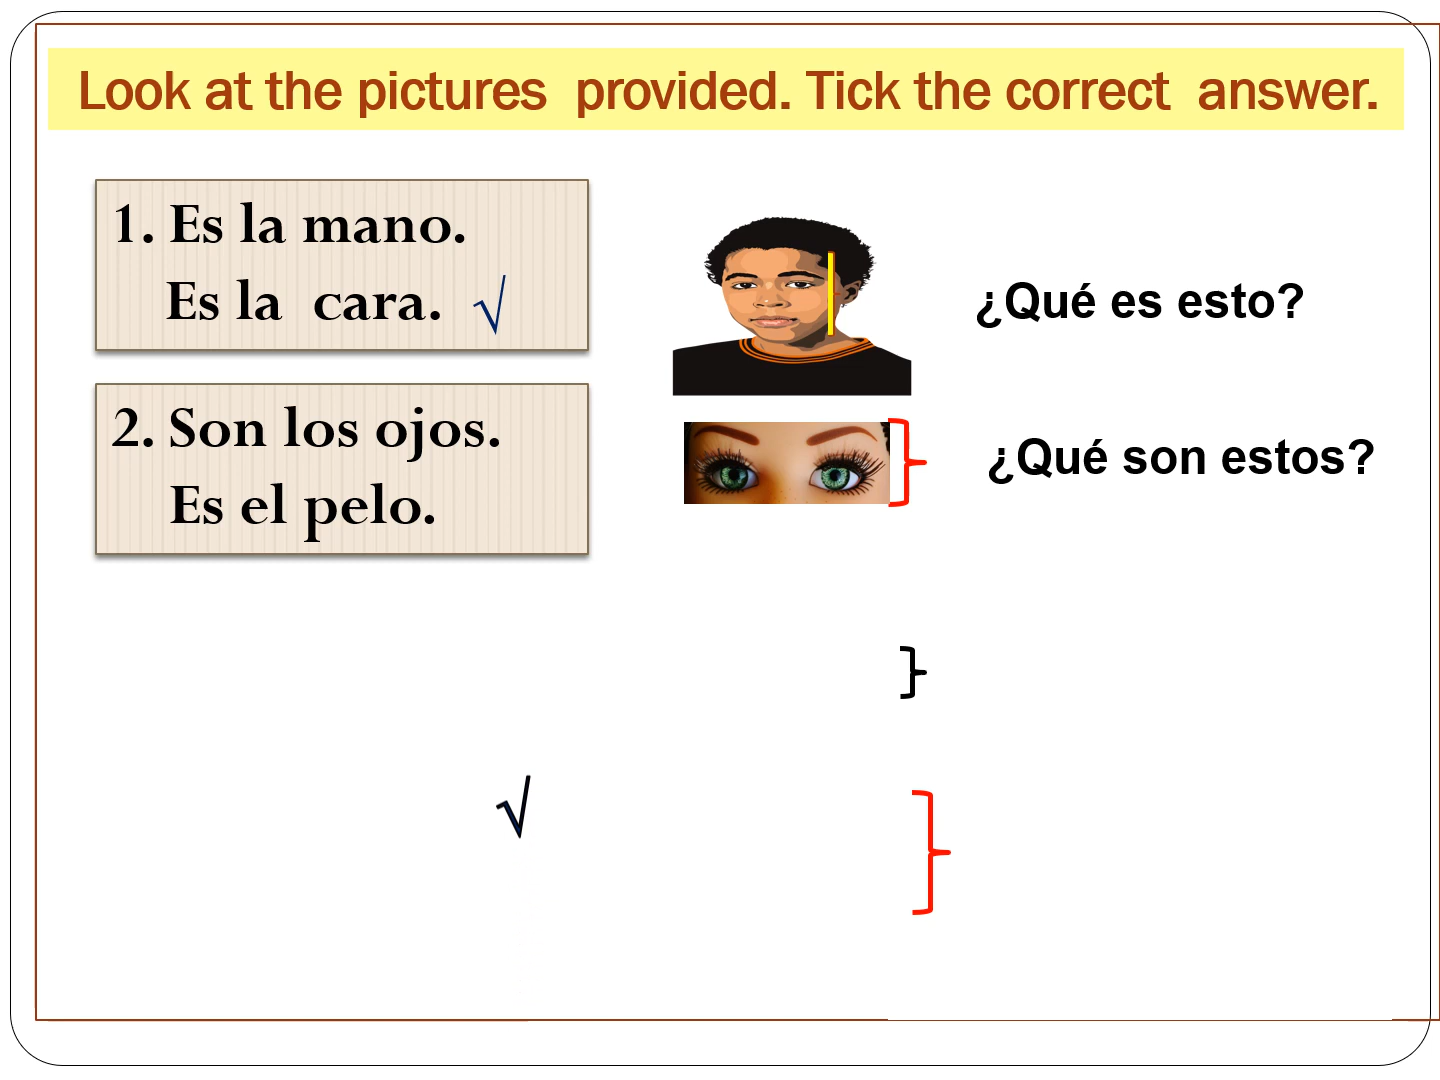 Look at the pictures provided. Tick the correct answer.
1. Es la mano.
Es la cara. √
¿Qué es esto?
2. Son los ojos.
Es el pelo.
¿Qué son estos?
√